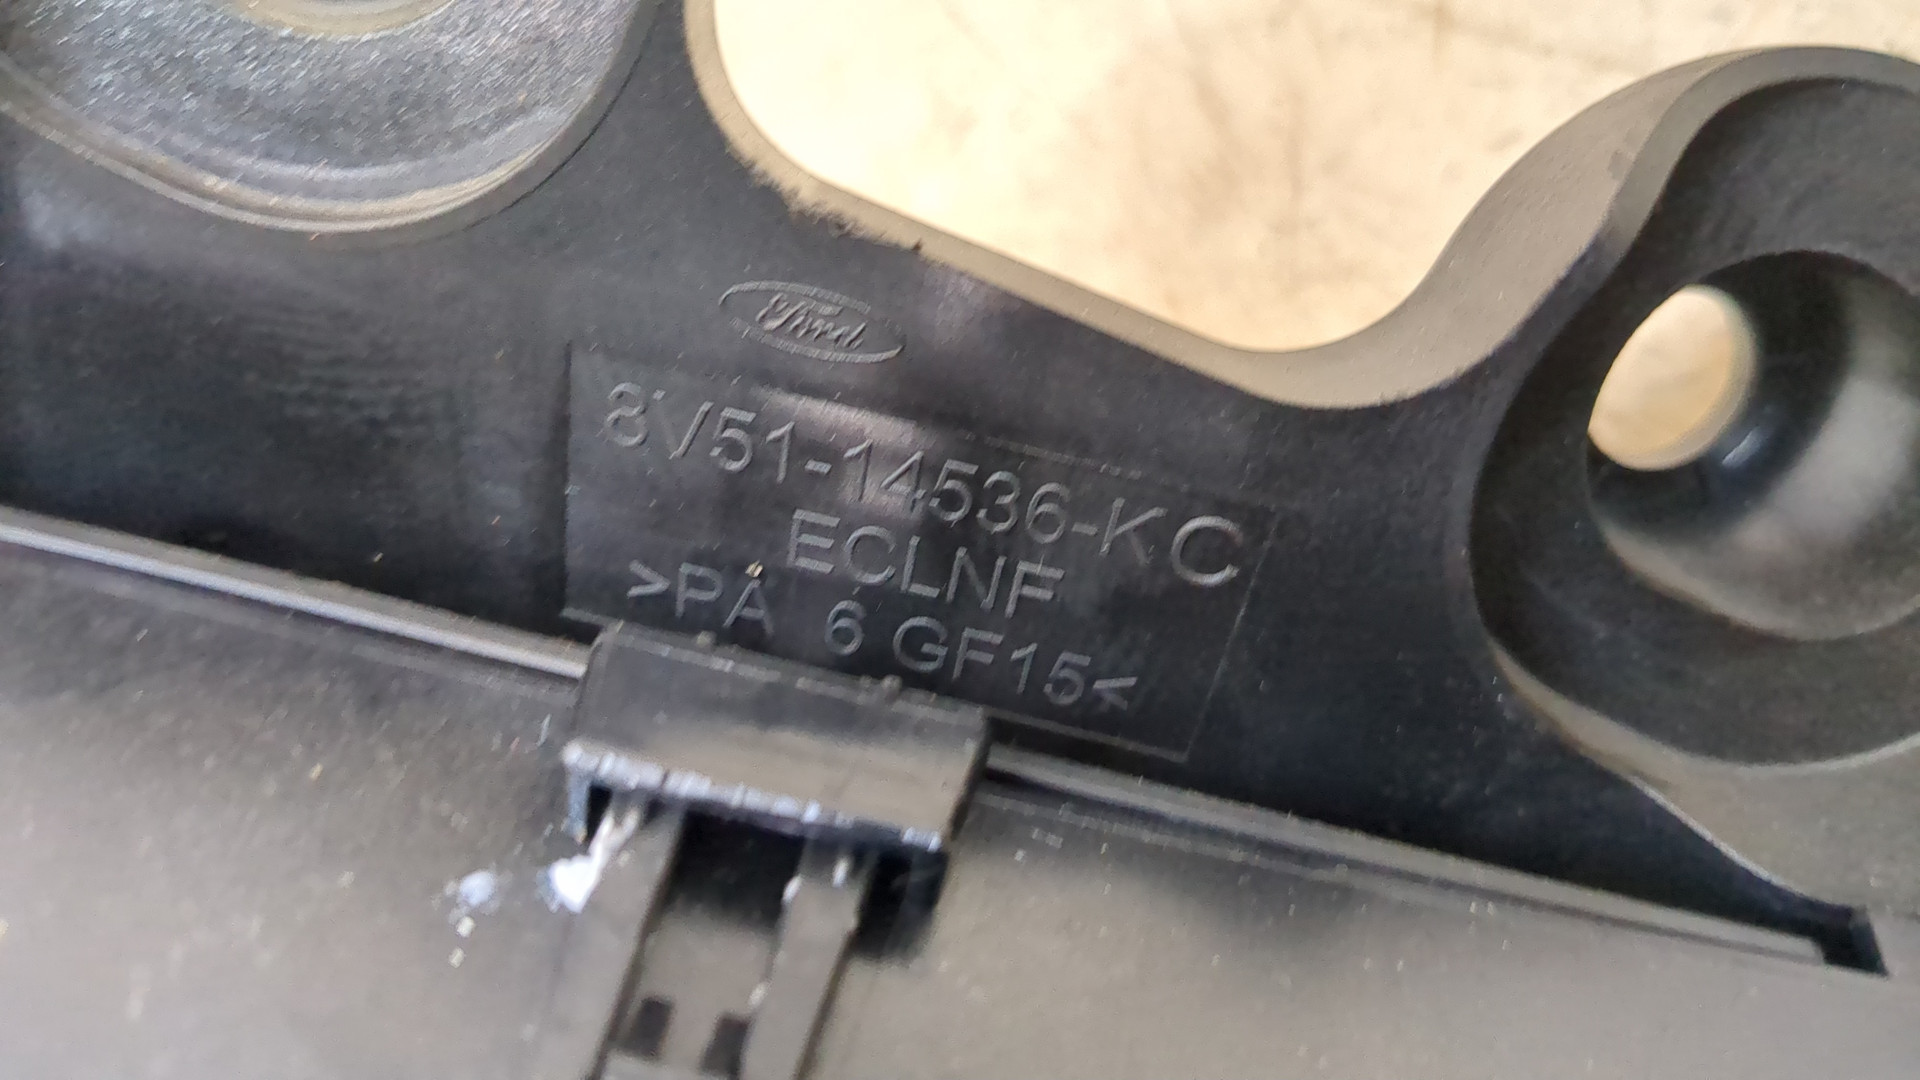 Ford
8V51-14536-KC
ECLNF
>PA 6 GF15<